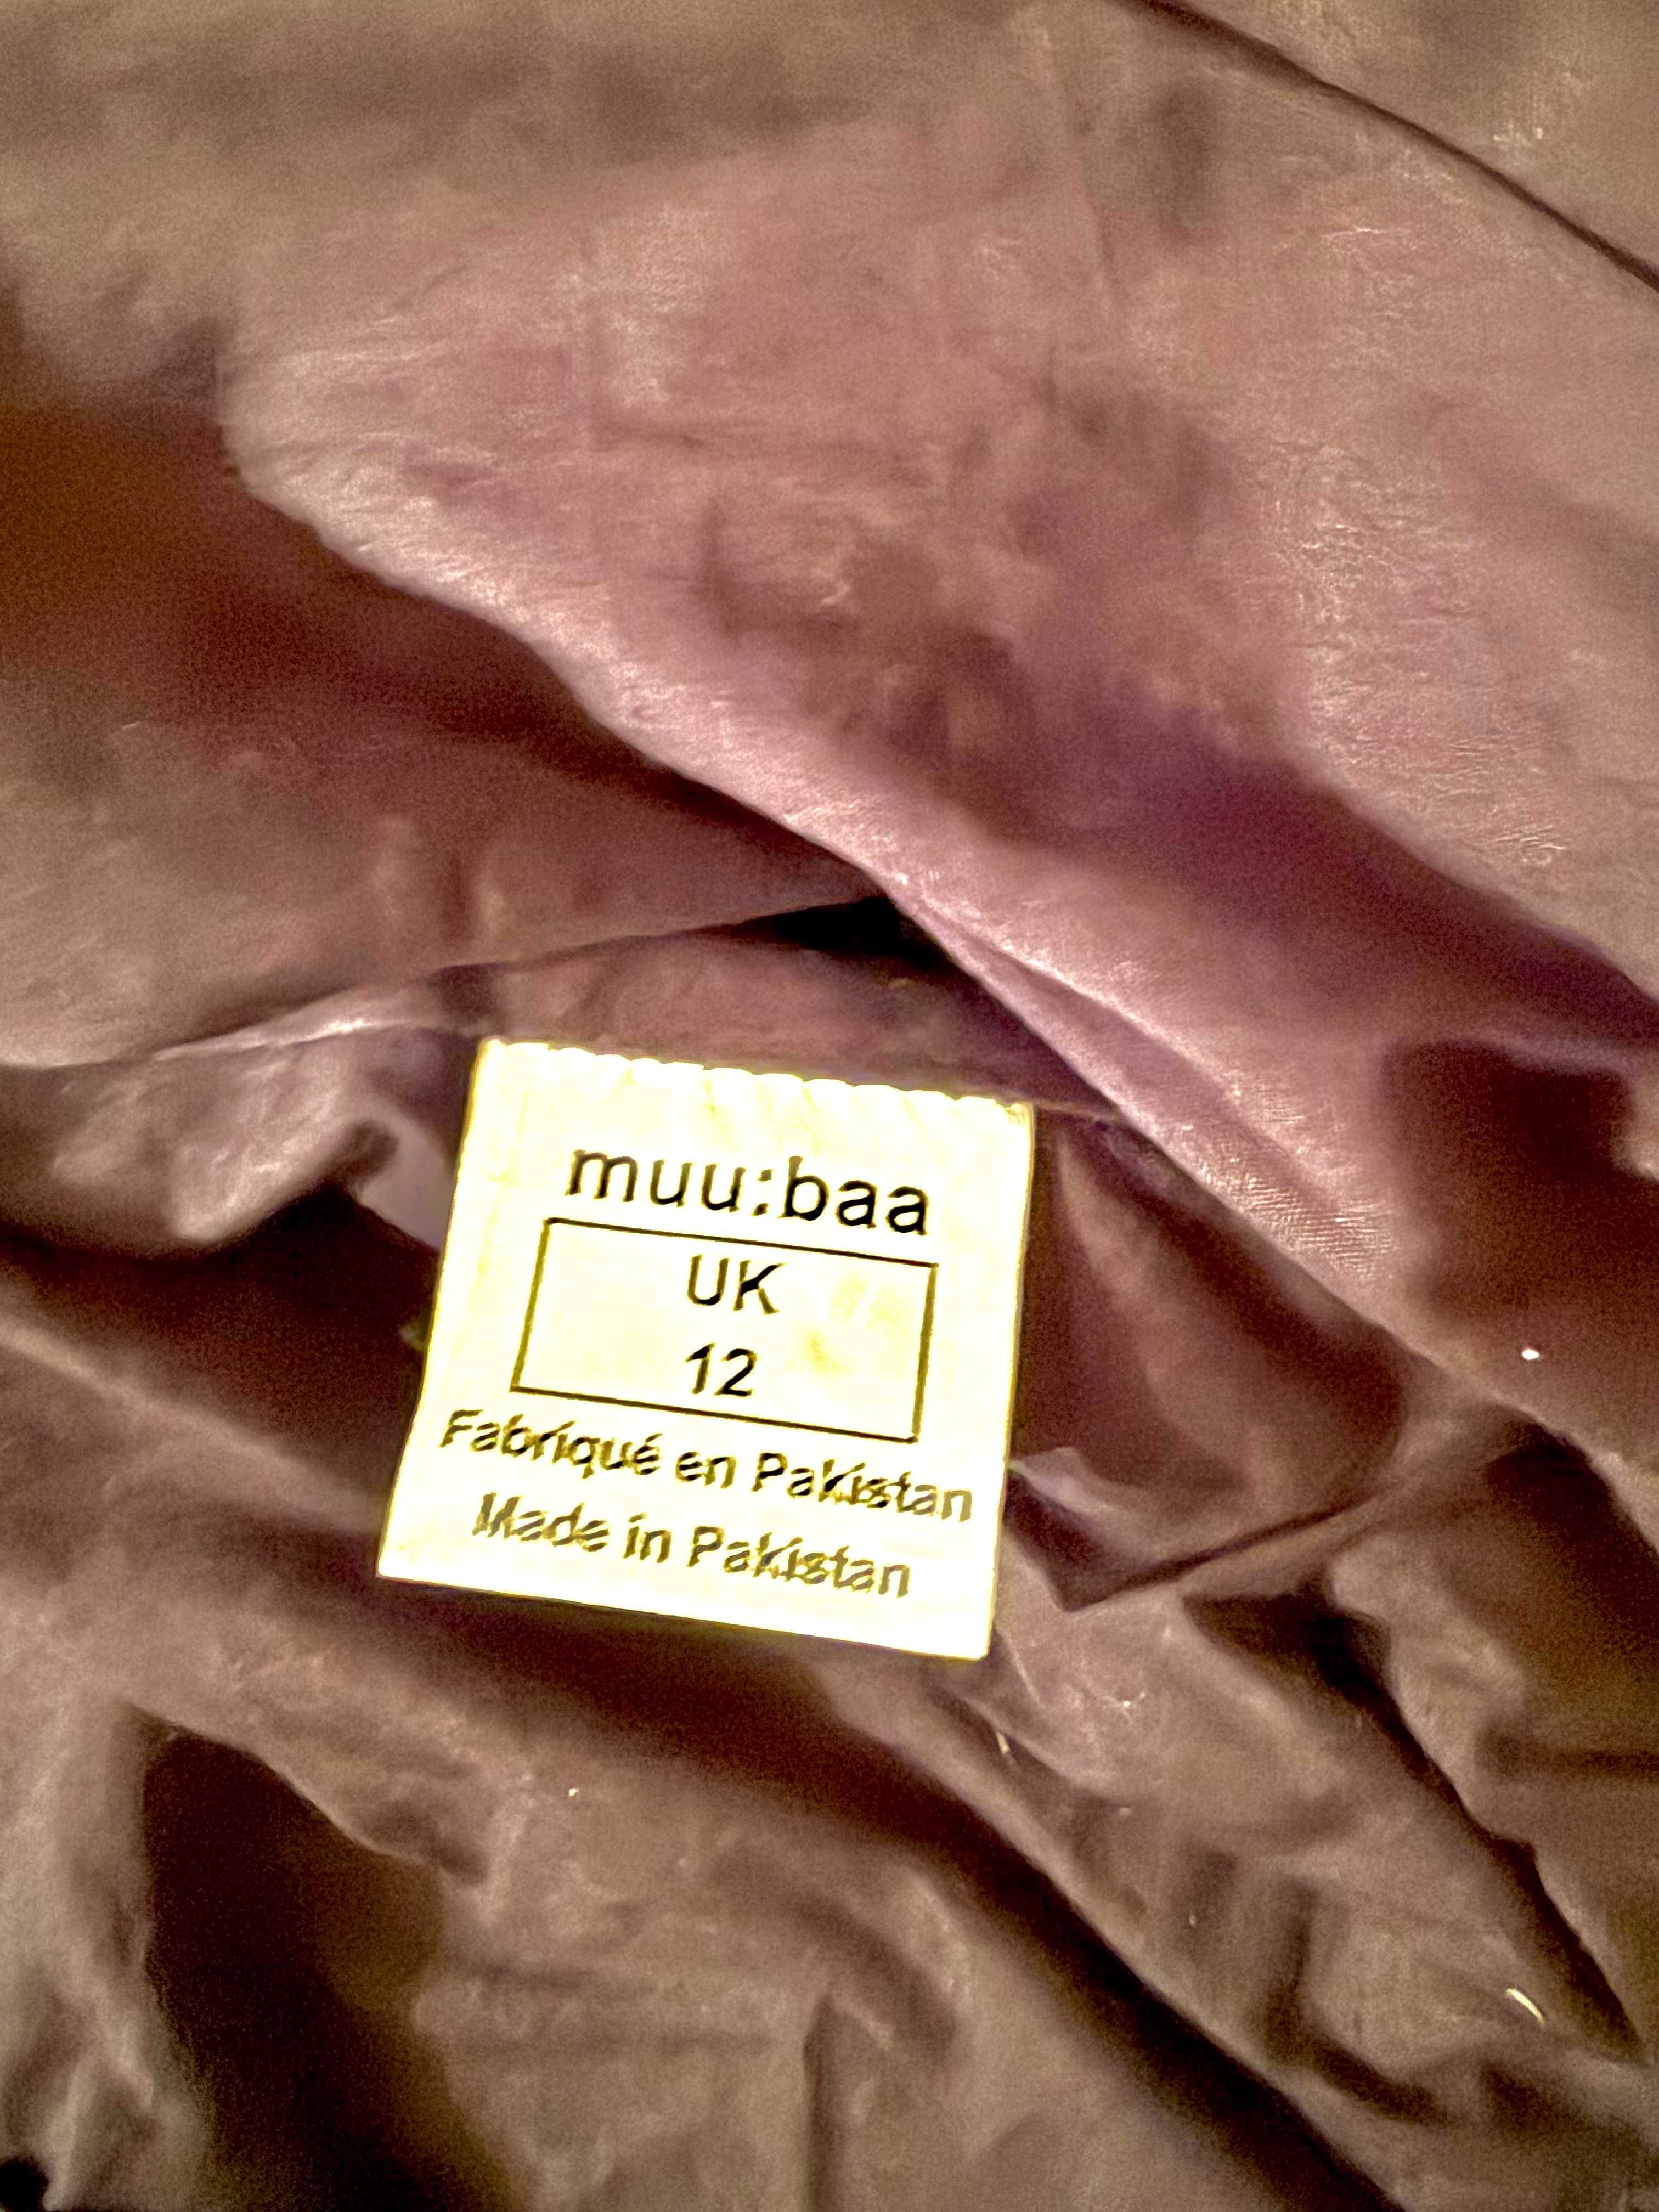 muu:baa
UK
12
Fabriqué en Pakistan
Made in Pakistan